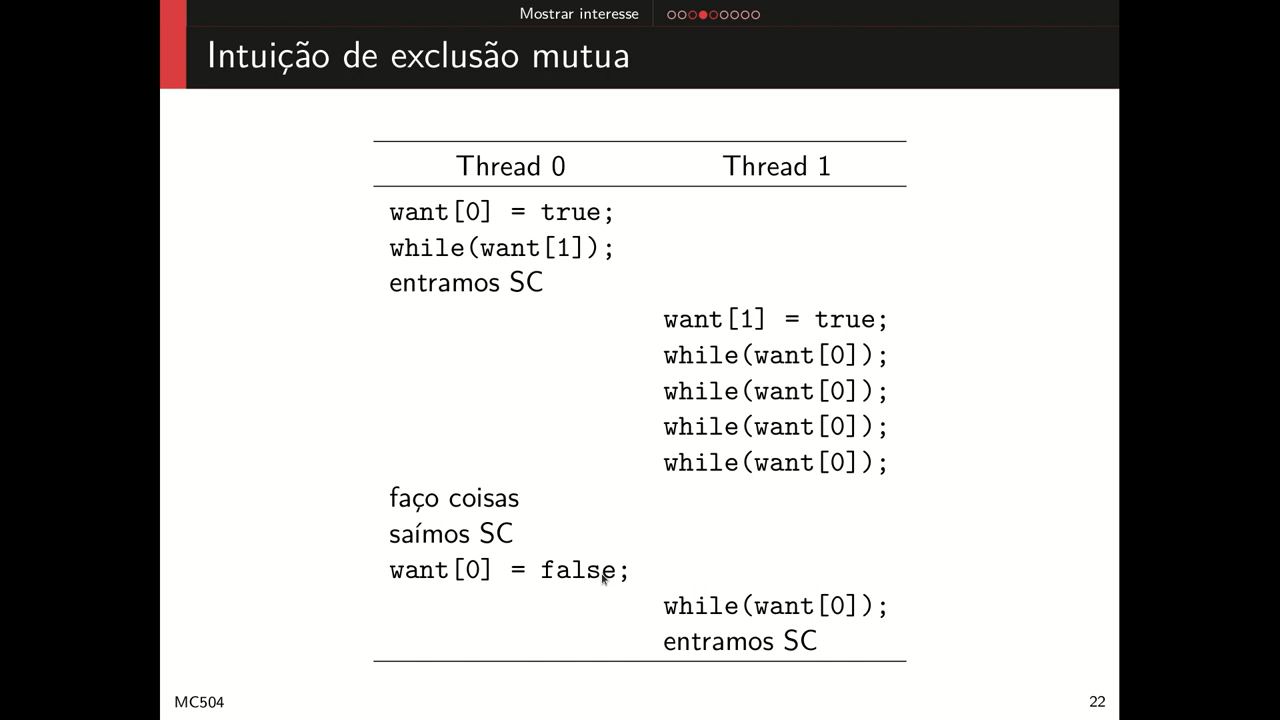 Mostrar interesse
Intuição de exclusão mutua
Thread 0 Thread 1
want[0] = true;
while(want[1]);
entramos SC
want[1] = true;
while(want[0]);
while(want[0]);
while(want[0]);
while(want[0]);
faço coisas
saímos SC
want[0] = false;
while(want[0]);
entramos SC
MC504 22